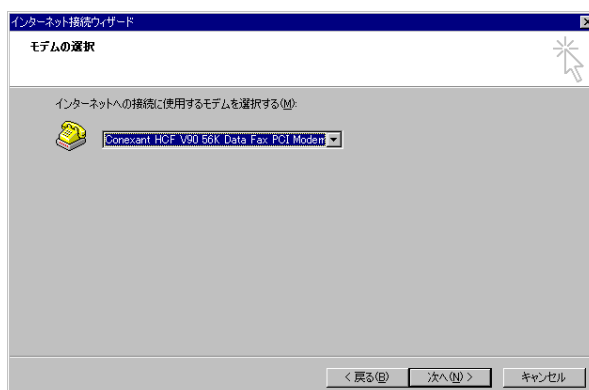 インターネット接続ウィザード
モデムの選択
インターネットへの接続に使用するモデムを選択する(M):
Conexant HCF V90 56K Data Fax PCI Modem
< 戻る(B) 次へ(N) > キャンセル